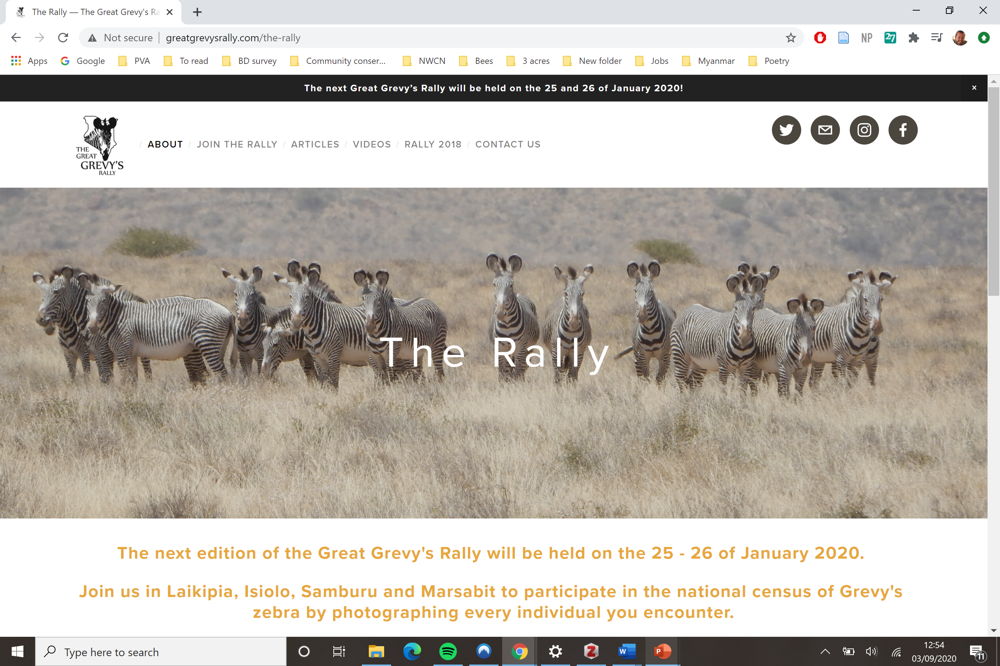 The Rally — The Great Grevy's Ra
Not secure
greatgrevysrally.com/the-rally
NP
27
Apps
Google
PVA
To read
BD survey
Community conser...
NWCN
Bees
3 acres
New folder
Jobs
Myanmar
Poetry
The next Great Grevy’s Rally will be held on the 25 and 26 of January 2020!
THE
GREAT
GREVY'S
RALLY
/ ABOUT / JOIN THE RALLY / ARTICLES / VIDEOS / RALLY 2018 / CONTACT US
The Rally
The next edition of the Great Grevy's Rally will be held on the 25 - 26 of January 2020.
Join us in Laikipia, Isiolo, Samburu and Marsabit to participate in the national census of Grevy's
zebra by photographing every individual you encounter.
Type here to search
Z
W
P
12:54
03/09/2020
11